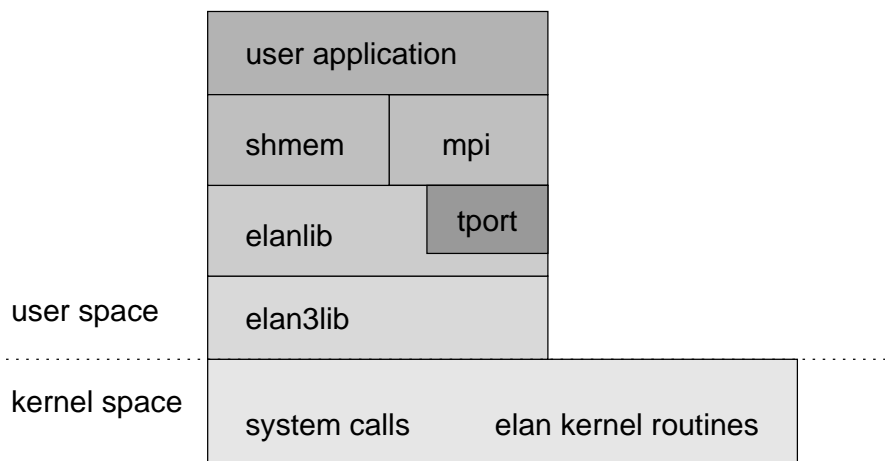 user application
shmem
mpi
tport
elanlib
user space
elan3lib
kernel space
system calls
elan kernel routines